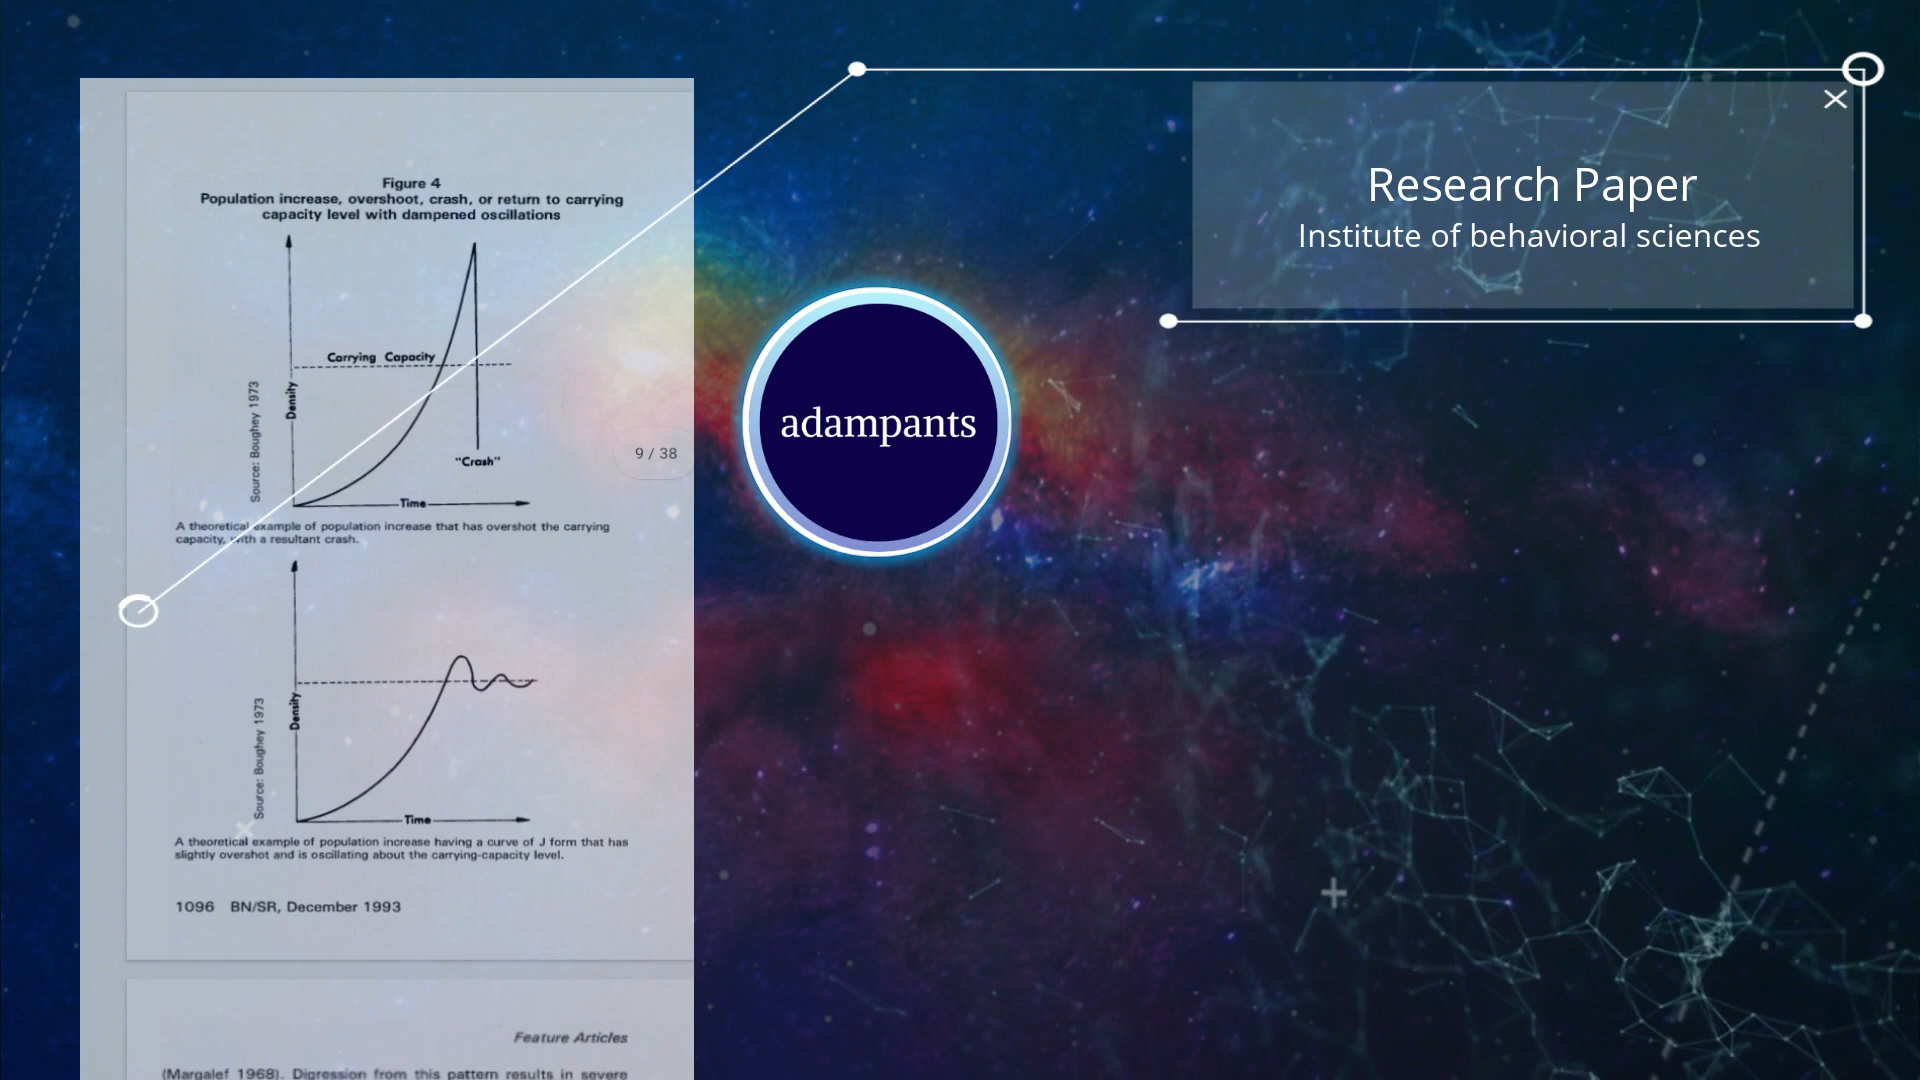 Figure 4
Population increase, overshoot, crash, or return to carrying
capacity level with dampened oscillations
Carrying Capacity
Density
Source: Boughey 1973
"Crash"
Time
A theoretical example of population increase that has overshot the carrying
capacity, with a resultant crash.
Density
Source: Boughey 1973
Time
A theoretical example of population increase having a curve of J form that has
slightly overshot and is oscillating about the carrying-capacity level.
1096 BN/SR, December 1993
Feature Articles
(Margalef 1968). Digression from this pattern results in severe
9 / 38
adampants
Research Paper
Institute of behavioral sciences